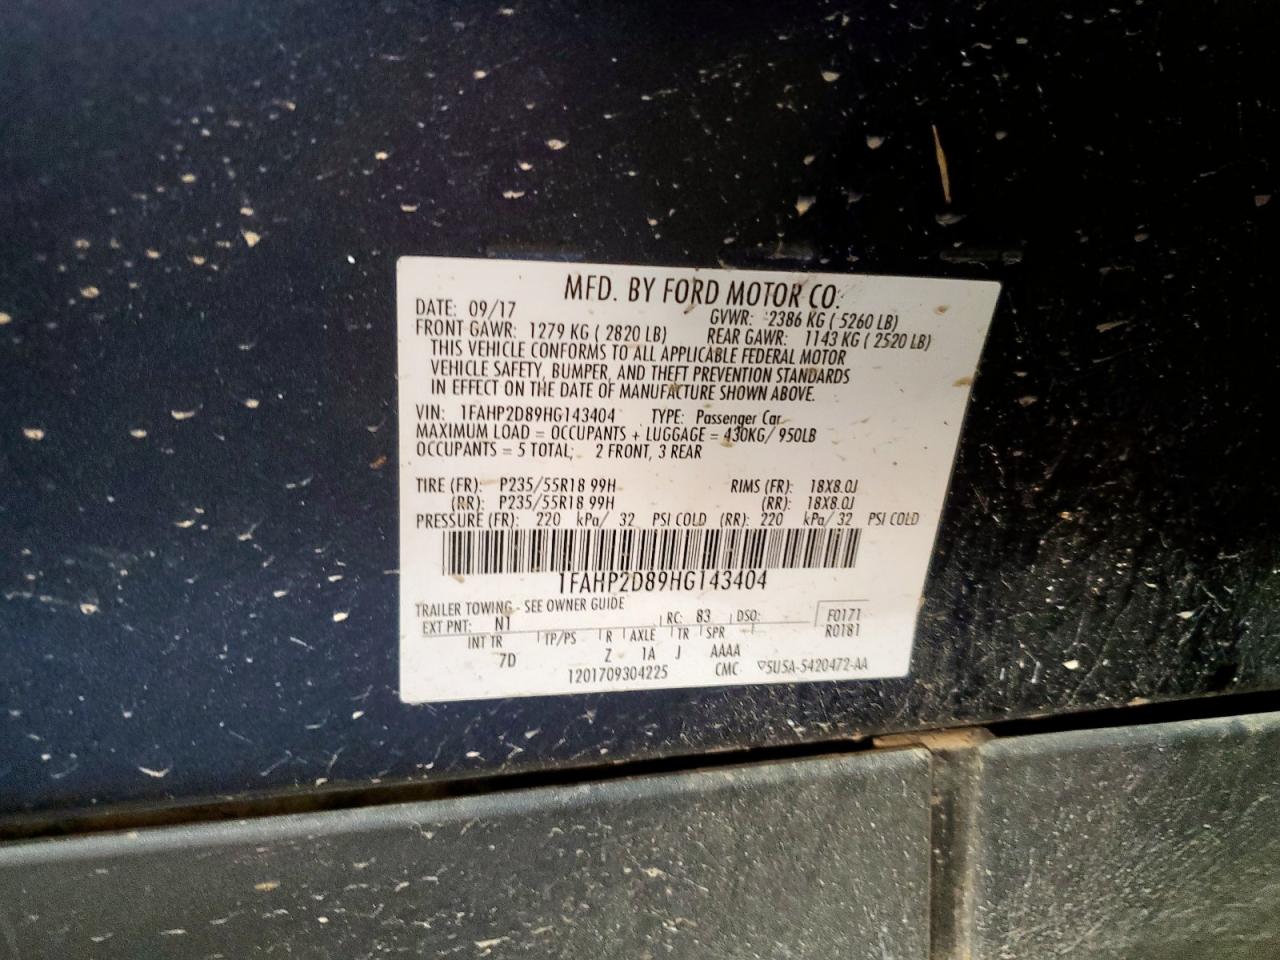 MFD. BY FORD MOTOR CO.
DATE: 09/17 GVWR: 2386 KG ( 5260 LB)
FRONT GAWR: 1279 KG ( 2820 LB) REAR GAWR: 1143 KG ( 2520 LB)
THIS VEHICLE CONFORMS TO ALL APPLICABLE FEDERAL MOTOR
VEHICLE SAFETY, BUMPER, AND THEFT PREVENTION STANDARDS
IN EFFECT ON THE DATE OF MANUFACTURE SHOWN ABOVE.
VIN: 1FAHP2D89HG143404 TYPE: Passenger Car
MAXIMUM LOAD = OCCUPANTS + LUGGAGE = 430KG/ 950LB
OCCUPANTS = 5 TOTAL; 2 FRONT, 3 REAR
TIRE (FR): P235/55R18 99H RIMS (FR): 18X8.0J
(RR): P235/55R18 99H (RR): 18X8.0J
PRESSURE (FR): 220 kPa/ 32 PSI COLD (RR): 220 kPa/ 32 PSI COLD
1FAHP2D89HG143404
TRAILER TOWING - SEE OWNER GUIDE
EXT PNT: N1 RC: 83 DSO: F0171
R0181
INT TR TP/PS R AXLE TR SPR
7D Z 1A J AAAA
1201709304225 CMC ▽5U5A-5420472-AA